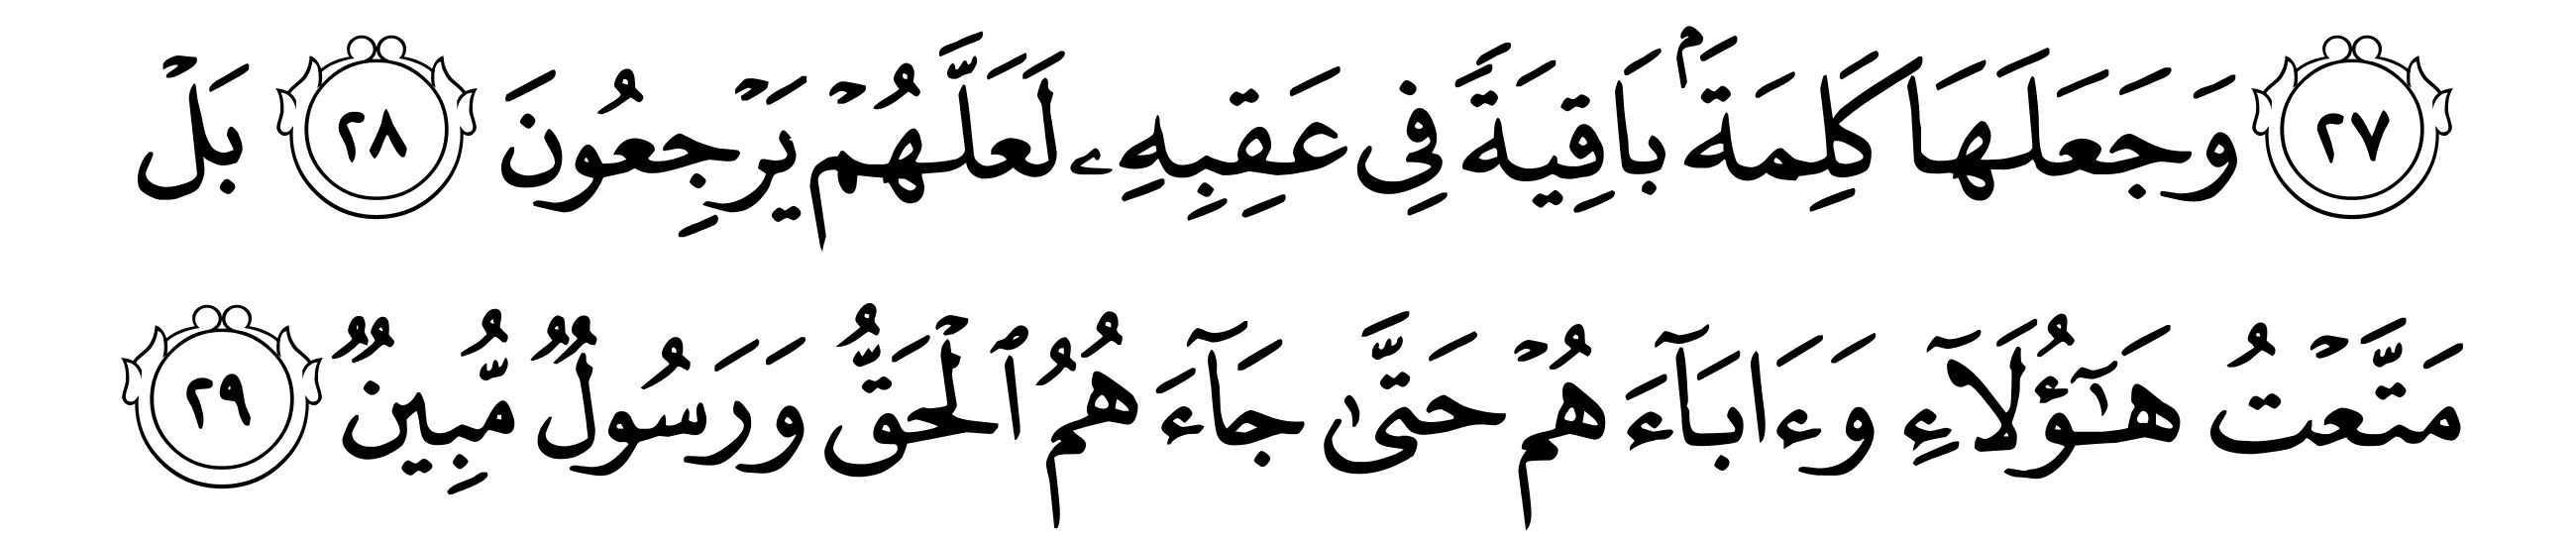 ٢٧ وَجَعَلَهَا كَلِمَةَۢ بَاقِيَةً فِي عَقِبِهِۦ لَعَلَّهُمۡ يَرۡجِعُونَ ٢٨ بَلۡ
مَتَّعۡتُ هَٰٓؤُلَآءِ وَءَابَآءَهُمۡ حَتَّىٰ جَآءَهُمُ ٱلۡحَقُّ وَرَسُولٞ مُّبِينٞ ٢٩